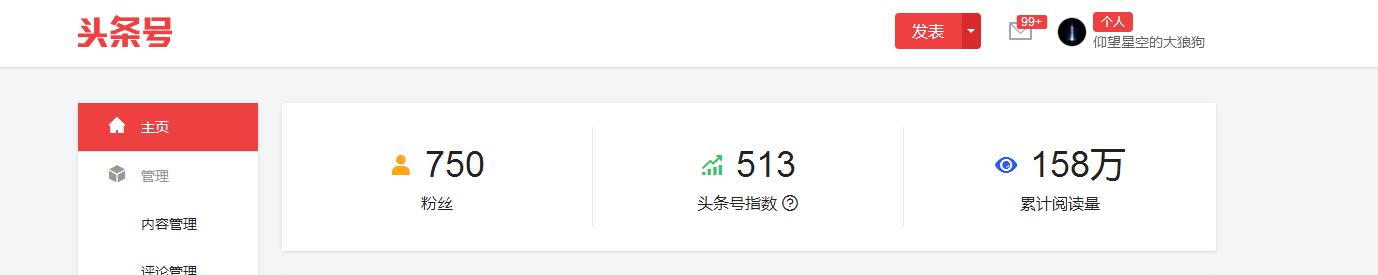 头条号
发表
99+
个人
仰望星空的大狼狗
主页
管理
内容管理
评论管理
750
粉丝
513
头条号指数 ?
158万
累计阅读量